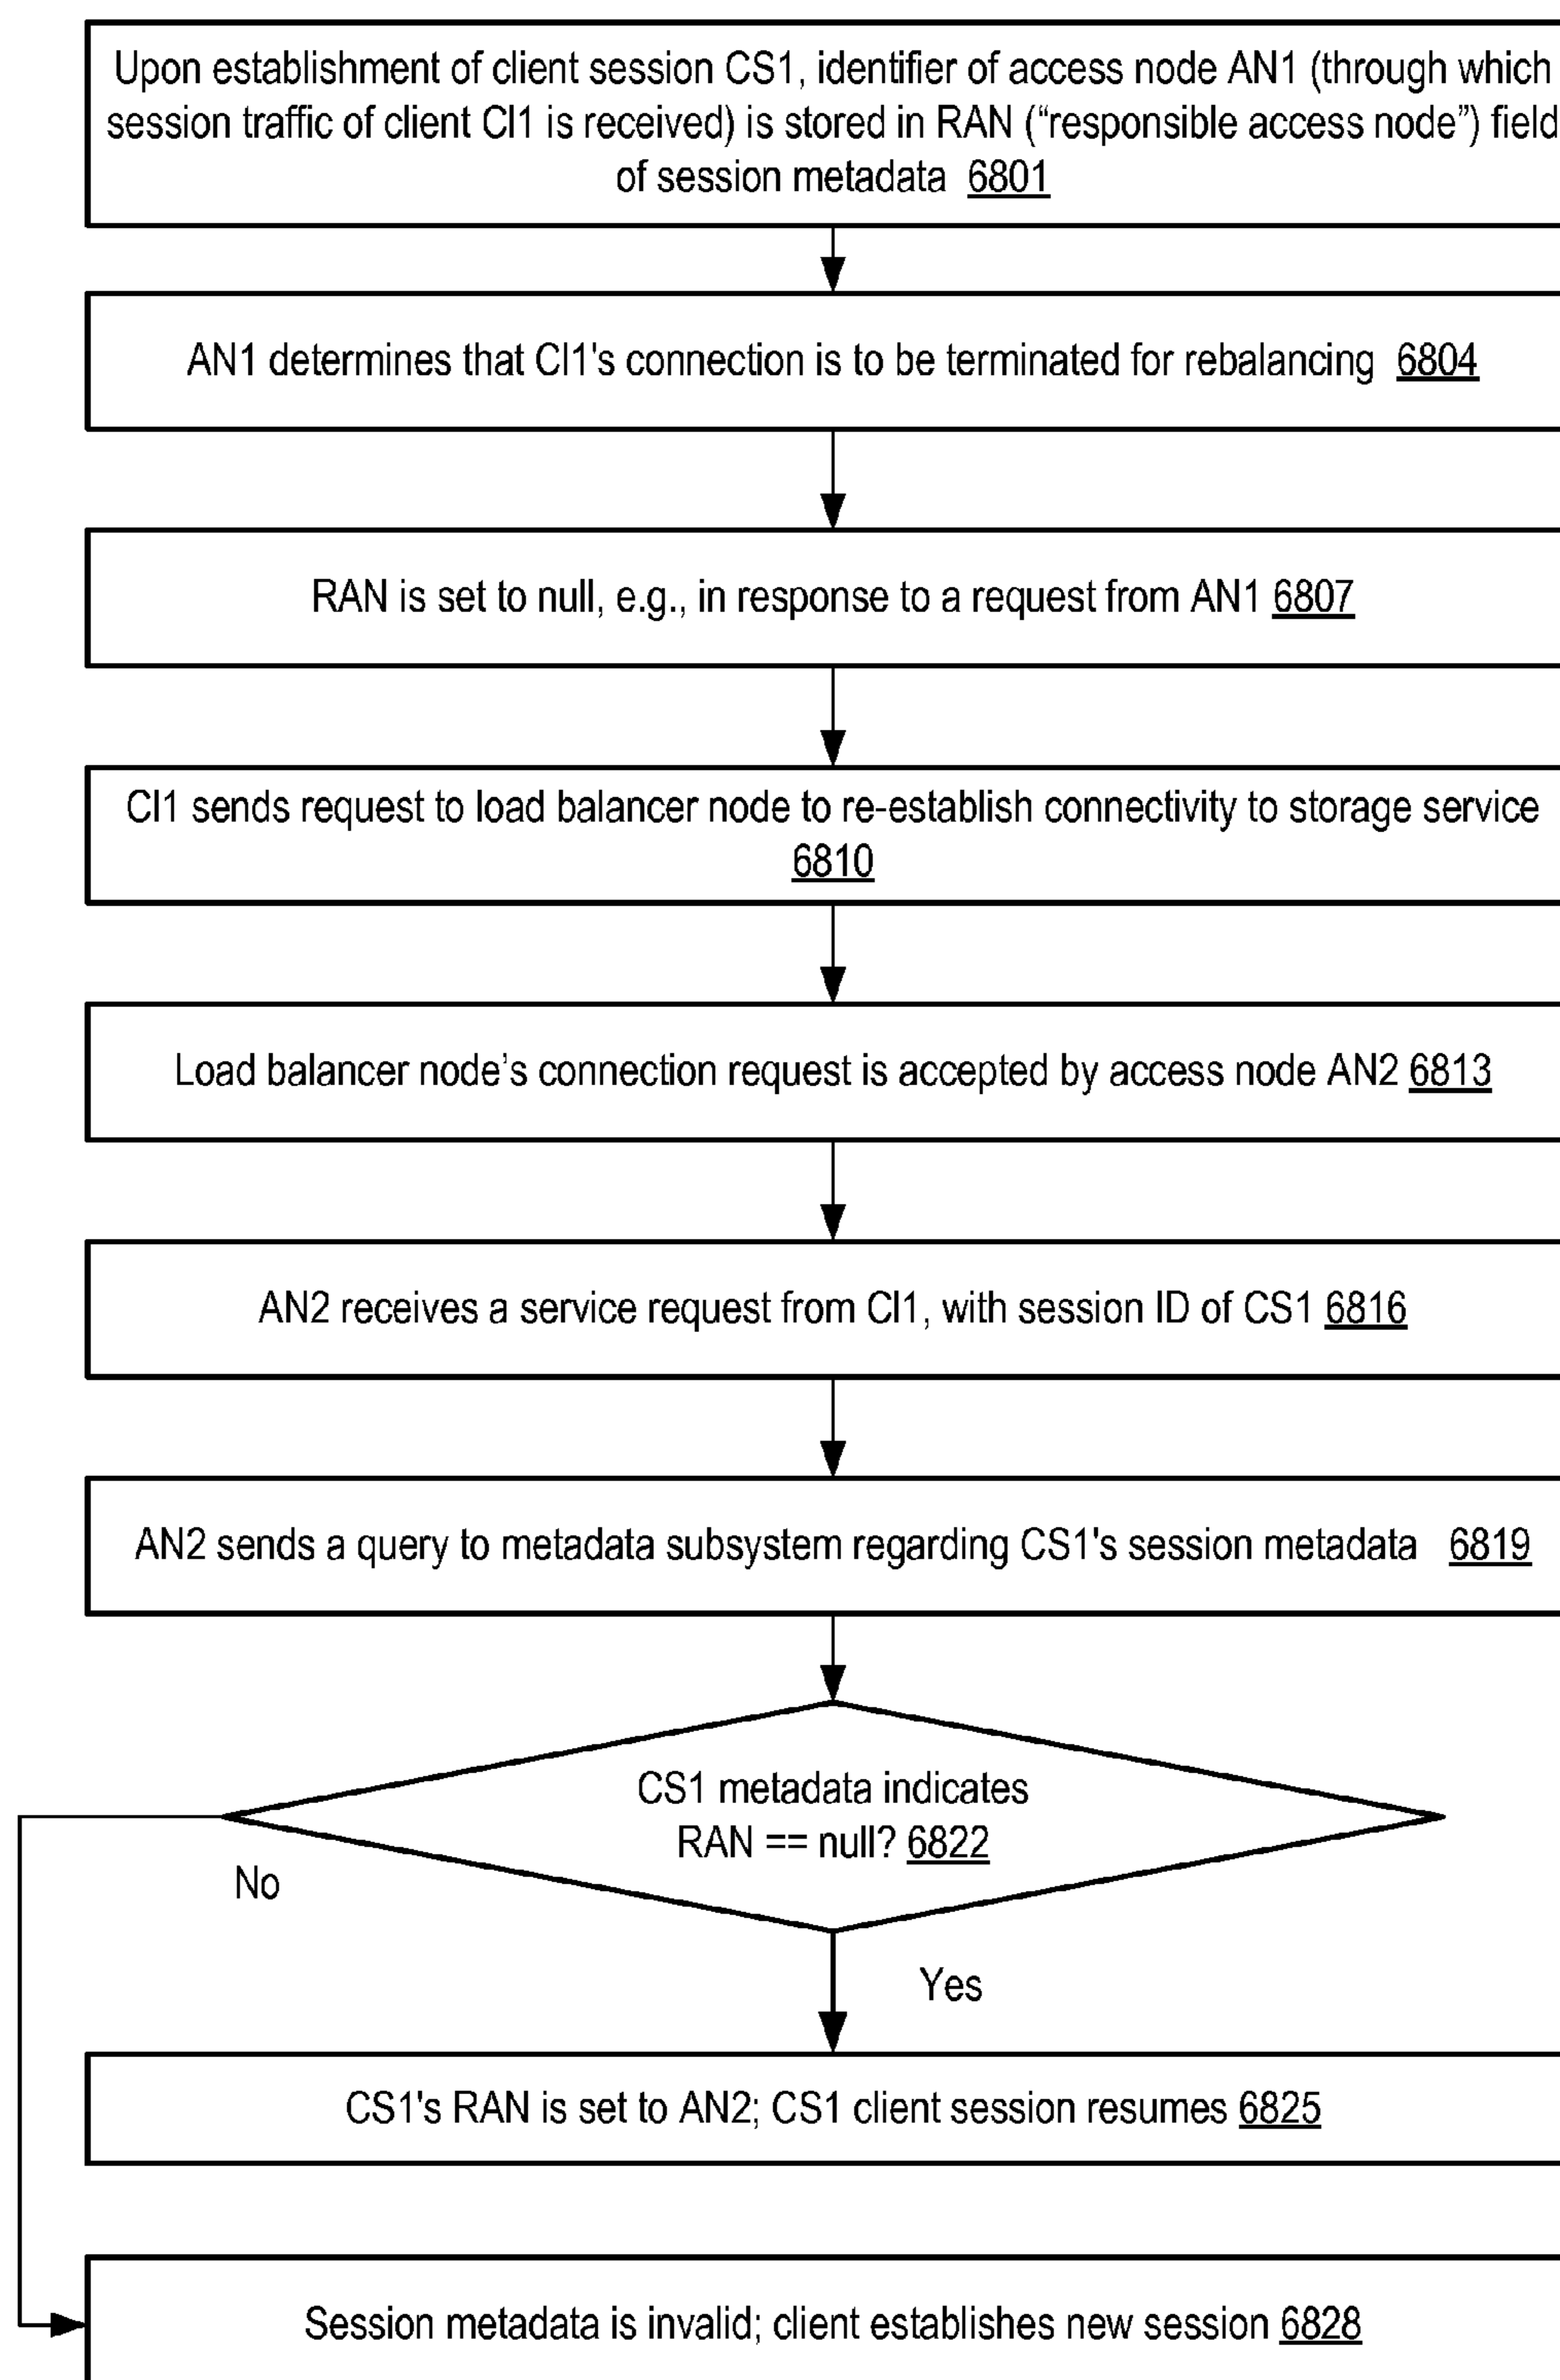 Upon establishment of client session CS1, identifier of access node AN1 (through which
session traffic of client Cl1 is received) is stored in RAN (“responsible access node”) field
of session metadata 6801
AN1 determines that Cl1's connection is to be terminated for rebalancing 6804
RAN is set to null, e.g., in response to a request from AN1 6807
Cl1 sends request to load balancer node to re-establish connectivity to storage service
6810
Load balancer node’s connection request is accepted by access node AN2 6813
AN2 receives a service request from Cl1, with session ID of CS1 6816
AN2 sends a query to metadata subsystem regarding CS1's session metadata 6819
CS1 metadata indicates
RAN == null? 6822
No
Yes
CS1's RAN is set to AN2; CS1 client session resumes 6825
Session metadata is invalid; client establishes new session 6828